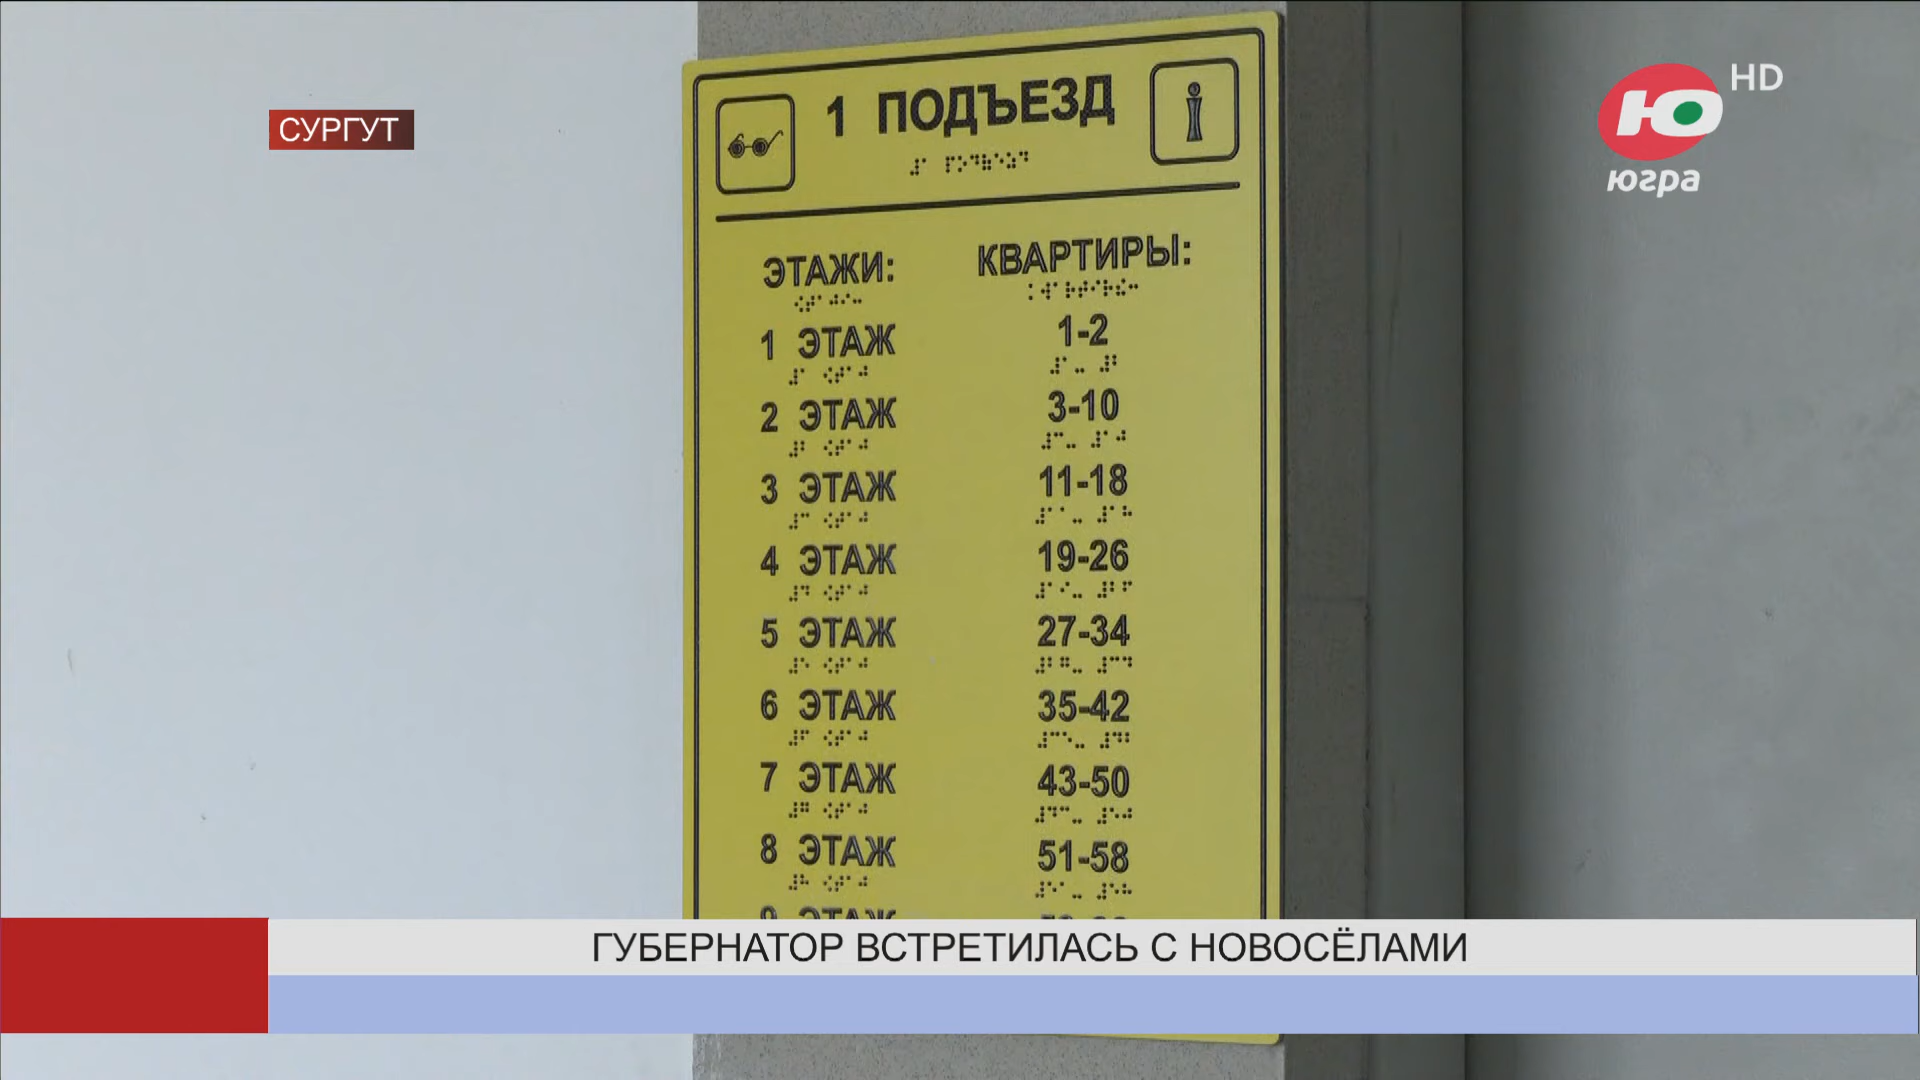 СУРГУТ
Ю HD
югра
1 ПОДЪЕЗД
ЭТАЖИ: КВАРТИРЫ:
1 ЭТАЖ 1-2
2 ЭТАЖ 3-10
3 ЭТАЖ 11-18
4 ЭТАЖ 19-26
5 ЭТАЖ 27-34
6 ЭТАЖ 35-42
7 ЭТАЖ 43-50
8 ЭТАЖ 51-58
ГУБЕРНАТОР ВСТРЕТИЛАСЬ С НОВОСЁЛАМИ